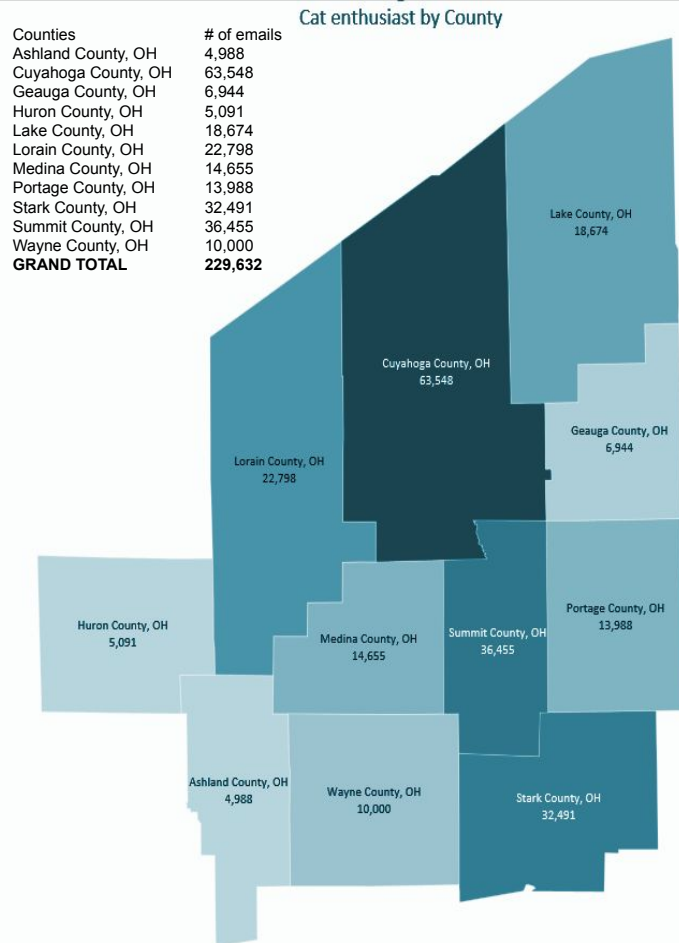 Cat enthusiast by County
Counties # of emails
Ashland County, OH 4,988
Cuyahoga County, OH 63,548
Geauga County, OH 6,944
Huron County, OH 5,091
Lake County, OH 18,674
Lorain County, OH 22,798
Medina County, OH 14,655
Portage County, OH 13,988
Stark County, OH 32,491
Summit County, OH 36,455
Wayne County, OH 10,000
GRAND TOTAL 229,632
Lake County, OH
18,674
Cuyahoga County, OH
63,548
Geauga County, OH
6,944
Lorain County, OH
22,798
Huron County, OH
5,091
Medina County, OH
14,655
Summit County, OH
36,455
Portage County, OH
13,988
Ashland County, OH
4,988
Wayne County, OH
10,000
Stark County, OH
32,491